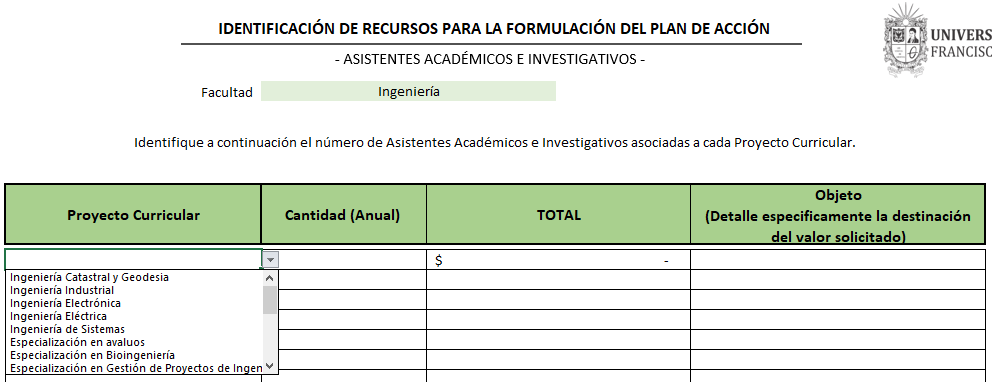 IDENTIFICACIÓN DE RECURSOS PARA LA FORMULACIÓN DEL PLAN DE ACCIÓN
UNIVERS
FRANCISC
- ASISTENTES ACADÉMICOS E INVESTIGATIVOS -
Facultad Ingeniería
Identifique a continuación el número de Asistentes Académicos e Investigativos asociadas a cada Proyecto Curricular.
Proyecto Curricular
Cantidad (Anual)
TOTAL
Objeto
(Detalle especificamente la destinación
del valor solicitado)
$ -
Ingeniería Catastral y Geodesia
Ingeniería Industrial
Ingeniería Electrónica
Ingeniería Eléctrica
Ingeniería de Sistemas
Especialización en avaluos
Especialización en Bioingeniería
Especialización en Gestión de Proyectos de Ingen